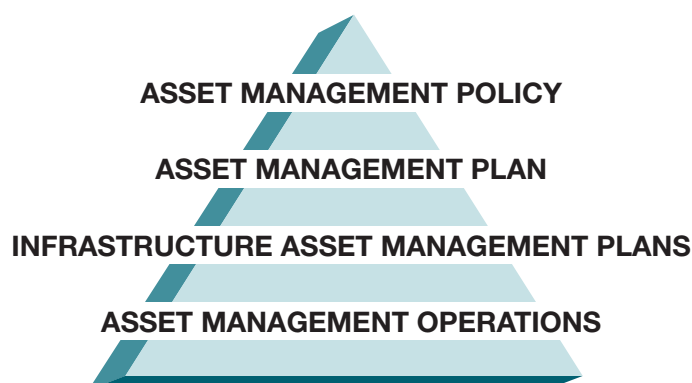 ASSET MANAGEMENT POLICY
ASSET MANAGEMENT PLAN
INFRASTRUCTURE ASSET MANAGEMENT PLANS
ASSET MANAGEMENT OPERATIONS